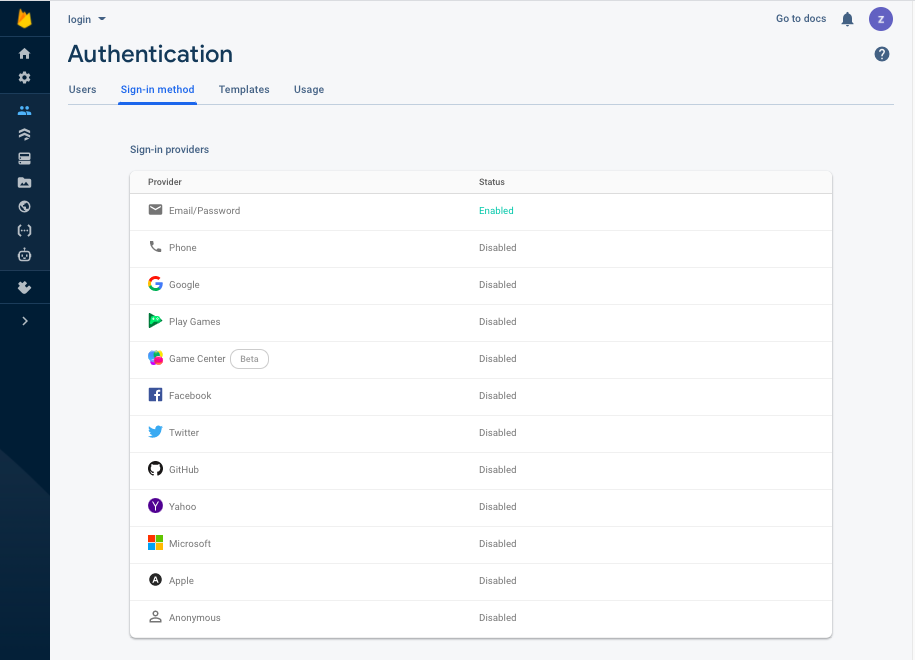 login
Go to docs
Z
Authentication
?
Users Sign-in method Templates Usage
Sign-in providers
Provider Status
Email/Password Enabled
Phone Disabled
Google Disabled
Play Games Disabled
Game Center Beta Disabled
Facebook Disabled
Twitter Disabled
GitHub Disabled
Yahoo Disabled
Microsoft Disabled
Apple Disabled
Anonymous Disabled